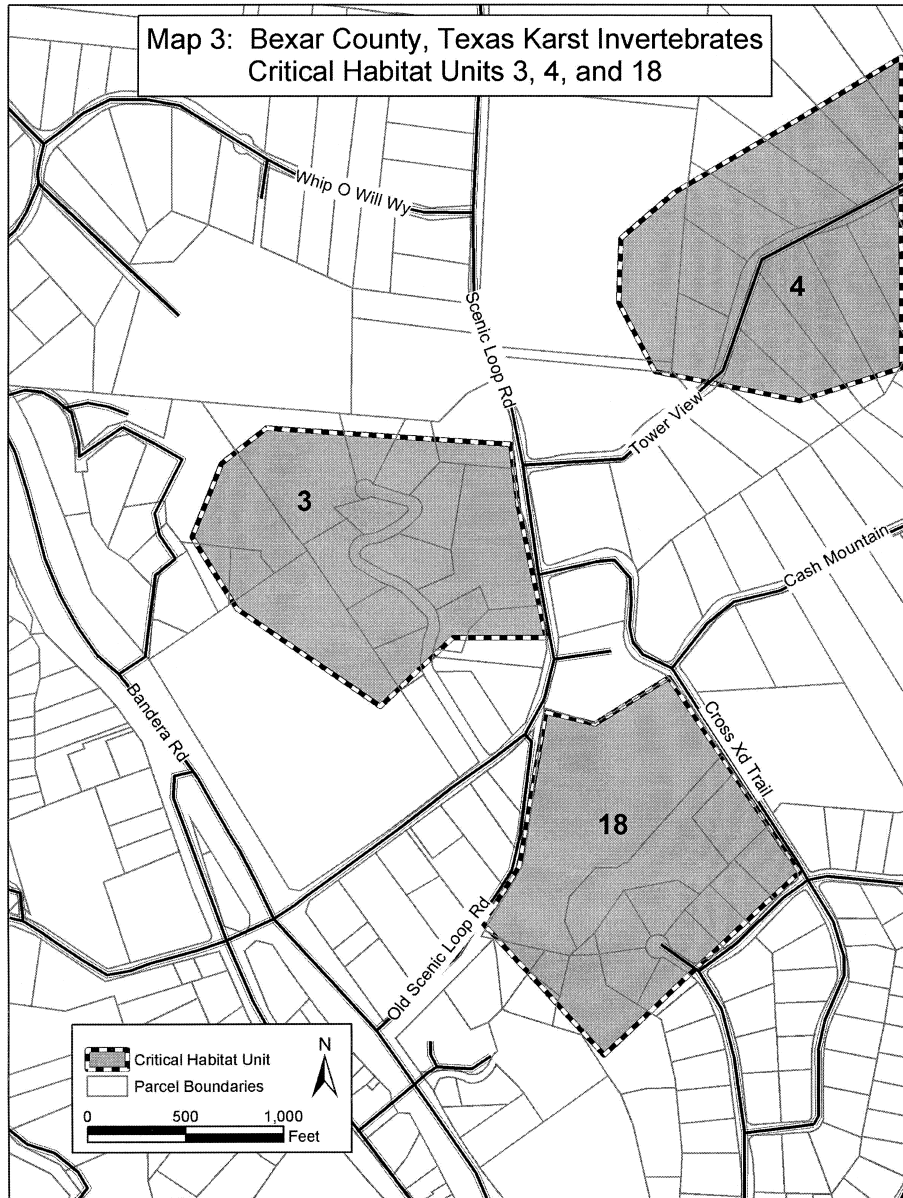 Map 3: Bexar County, Texas Karst Invertebrates
Critical Habitat Units 3, 4, and 18
Whip O Will Wy
4
Scenic Loop Rd
Tower View
3
Cash Mountain
Bandera Rd
Cross Xd Trail
18
Old Scenic Loop Rd
N
Critical Habitat Unit
Parcel Boundaries
0 500 1,000
Feet